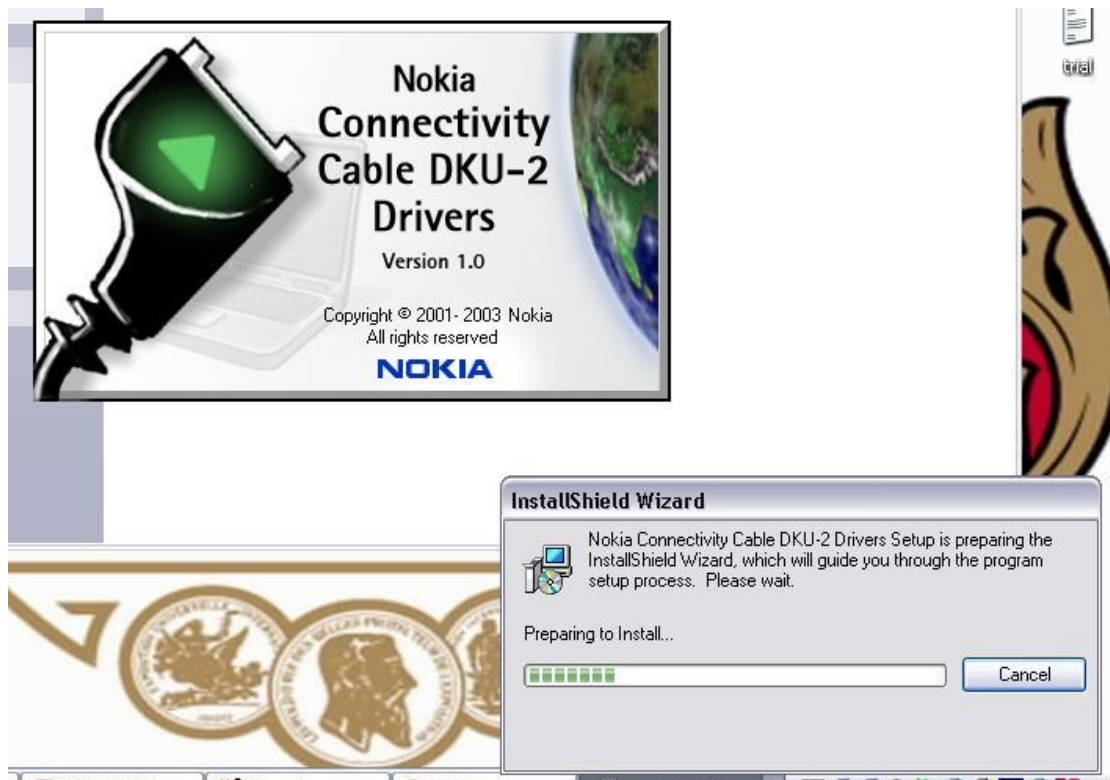 Nokia
Connectivity
Cable DKU-2
Drivers
Version 1.0
Copyright © 2001- 2003 Nokia
All rights reserved
NOKIA
trial
InstallShield Wizard
Nokia Connectivity Cable DKU-2 Drivers Setup is preparing the
InstallShield Wizard, which will guide you through the program
setup process. Please wait.
Preparing to Install...
Cancel